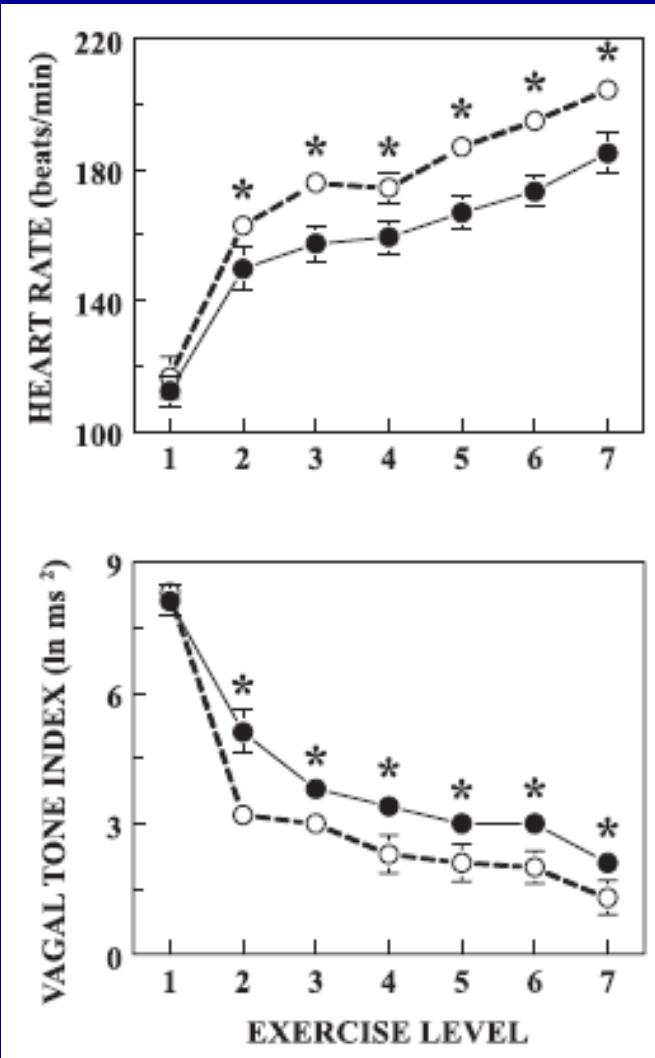 HEART RATE (beats/min)
220
180
140
100
* * * * * *
1 2 3 4 5 6 7
VAGAL TONE INDEX (ln ms ²)
9
6
3
0
* * * * * *
1 2 3 4 5 6 7
EXERCISE LEVEL